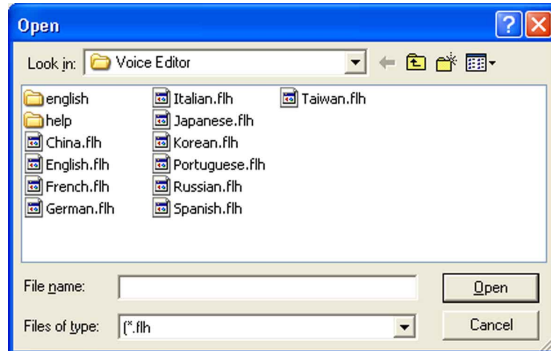 Open
Look in: Voice Editor
english Italian.flh Taiwan.flh
help Japanese.flh
China.flh Korean.flh
English.flh Portuguese.flh
French.flh Russian.flh
German.flh Spanish.flh
File name: Open
Files of type: (*.flh Cancel